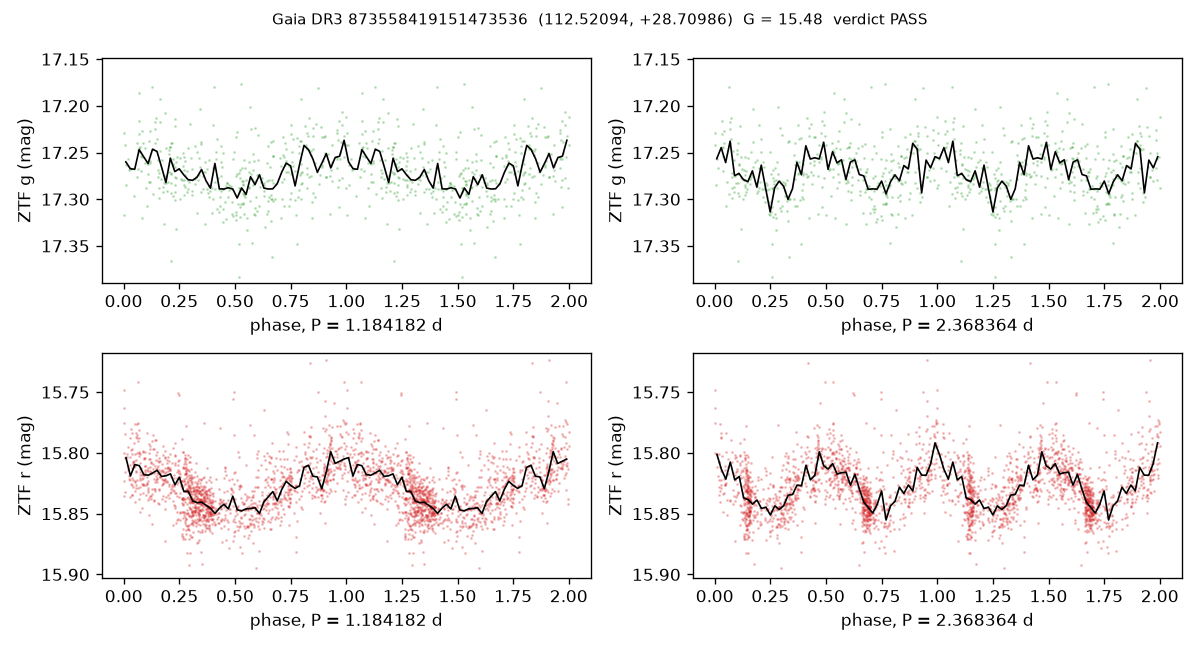 Gaia DR3 873558419151473536 (112.52094, +28.70986) G = 15.48 verdict PASS
17.15
17.20
17.25
17.30
17.35
ZTF g (mag)
0.00 0.25 0.50 0.75 1.00 1.25 1.50 1.75 2.00
phase, P = 1.184182 d
17.15
17.20
17.25
17.30
17.35
ZTF g (mag)
0.00 0.25 0.50 0.75 1.00 1.25 1.50 1.75 2.00
phase, P = 2.368364 d
15.75
15.80
15.85
15.90
ZTF r (mag)
0.00 0.25 0.50 0.75 1.00 1.25 1.50 1.75 2.00
phase, P = 1.184182 d
15.75
15.80
15.85
15.90
ZTF r (mag)
0.00 0.25 0.50 0.75 1.00 1.25 1.50 1.75 2.00
phase, P = 2.368364 d